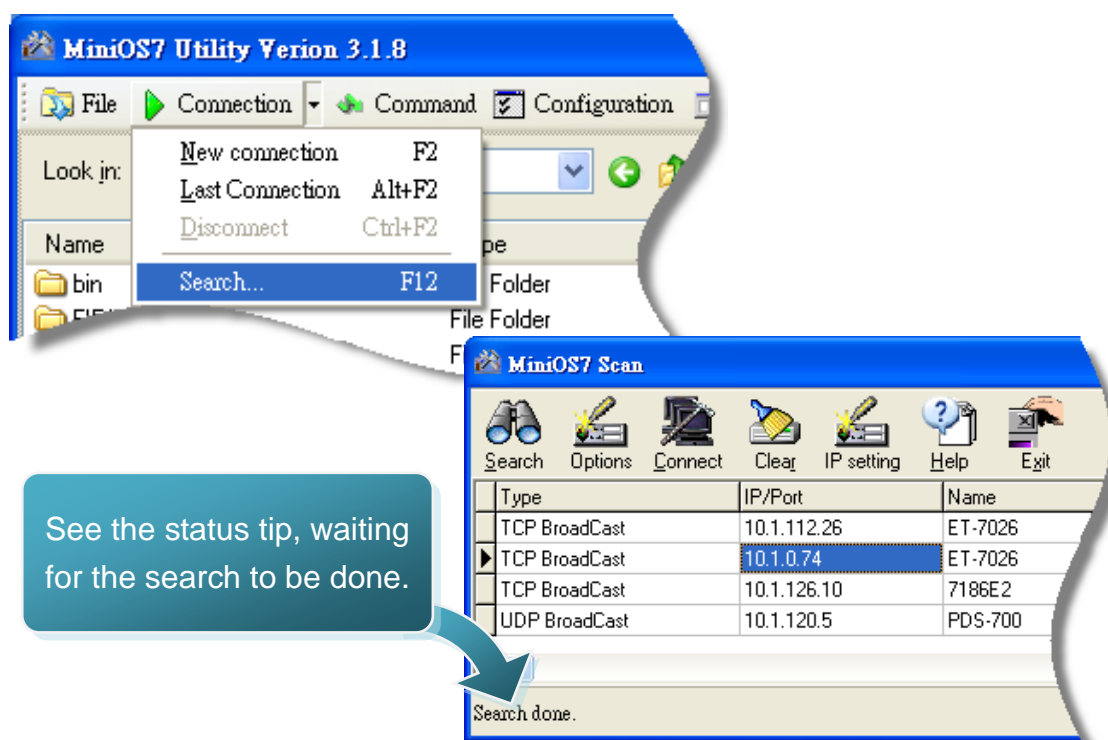 MiniOS7 Utility Verion 3.1.8
File Connection Command Configuration
Look in:
New connection F2
Last Connection Alt+F2
Disconnect Ctrl+F2
Search... F12
Name pe
bin Folder
File Folder
MiniOS7 Scan
Search Options Connect Clear IP setting Help Exit
Type IP/Port Name
TCP BroadCast 10.1.112.26 ET-7026
TCP BroadCast 10.1.0.74 ET-7026
TCP BroadCast 10.1.126.10 7186E2
UDP BroadCast 10.1.120.5 PDS-700
Search done.
See the status tip, waiting
for the search to be done.